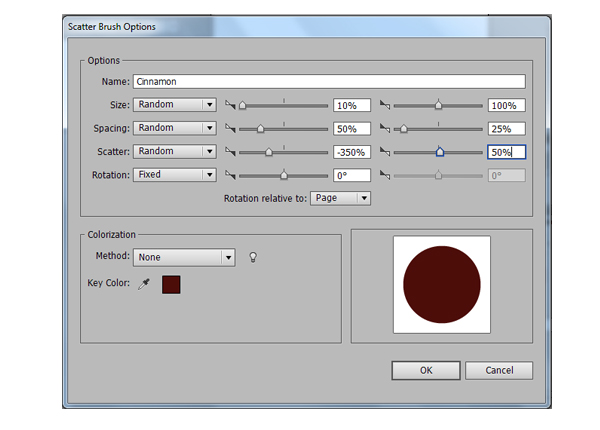 Scatter Brush Options
Options
Name: Cinnamon
Size: Random 10% 100%
Spacing: Random 50% 25%
Scatter: Random -350% 50%
Rotation: Fixed 0° 0°
Rotation relative to: Page
Colorization
Method: None
Key Color:
OK Cancel